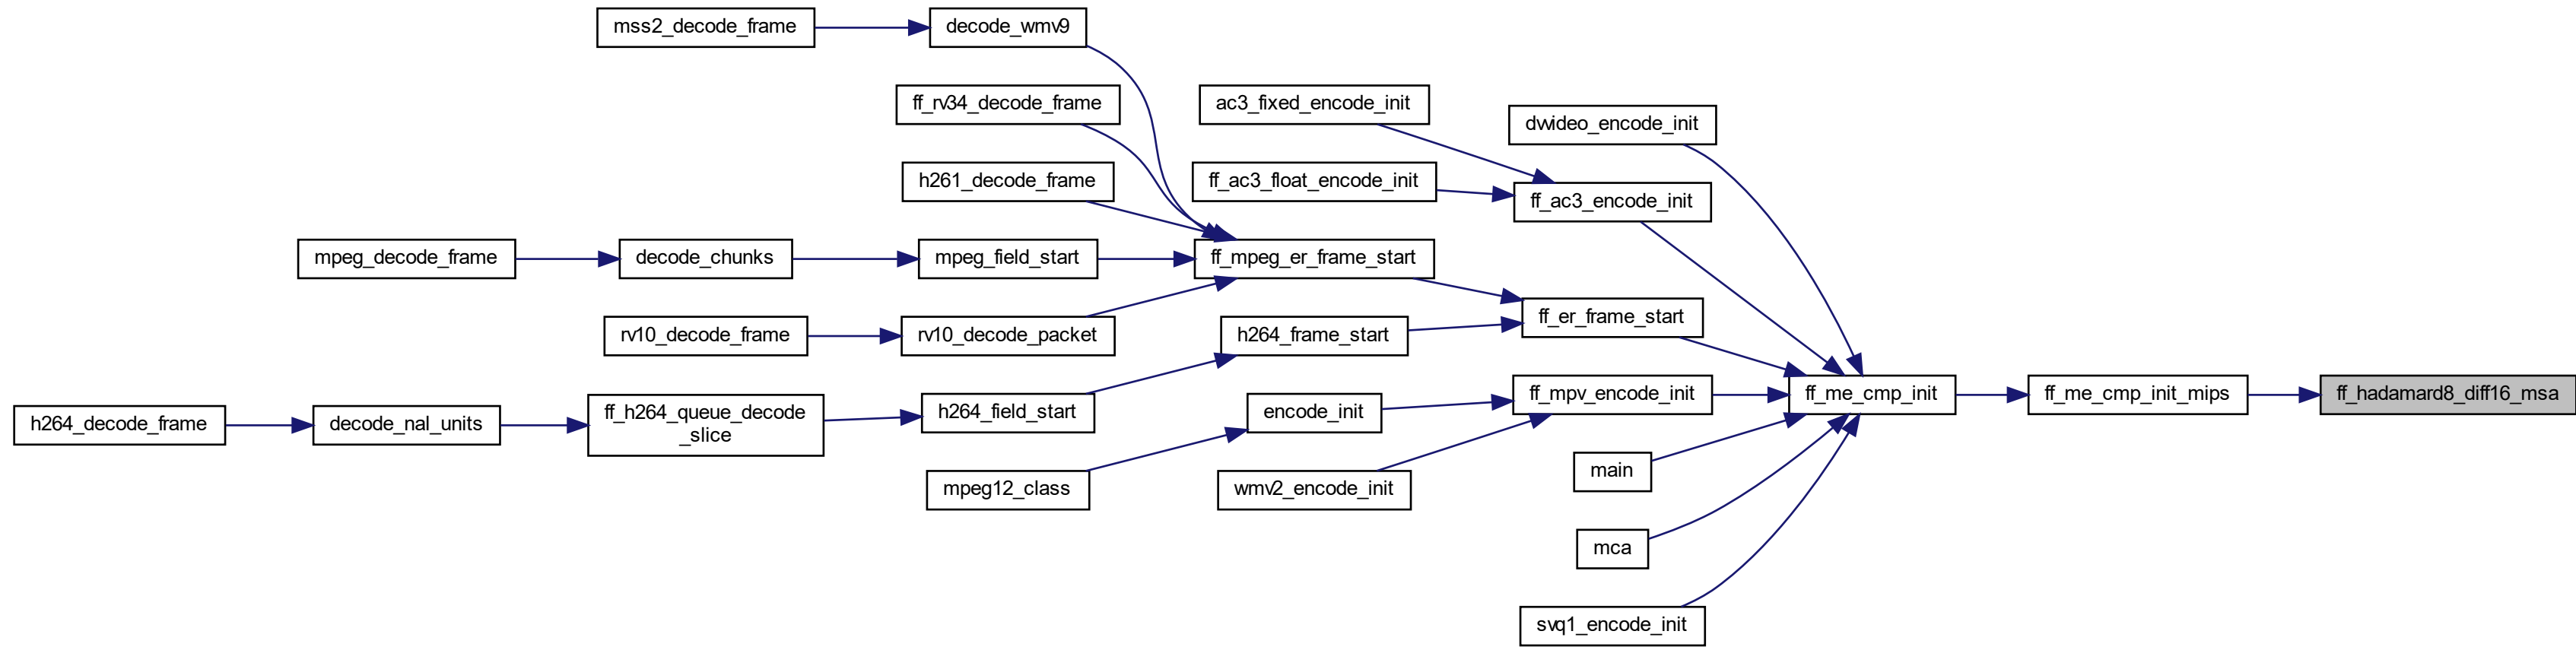 mss2_decode_frame
decode_wmv9
ff_rv34_decode_frame
ac3_fixed_encode_init
dvvideo_encode_init
h261_decode_frame
ff_ac3_float_encode_init
ff_ac3_encode_init
mpeg_decode_frame
decode_chunks
mpeg_field_start
ff_mpeg_er_frame_start
rv10_decode_frame
rv10_decode_packet
h264_frame_start
ff_er_frame_start
h264_decode_frame
decode_nal_units
ff_h264_queue_decode
_slice
h264_field_start
encode_init
ff_mpv_encode_init
ff_me_cmp_init
ff_me_cmp_init_mips
ff_hadamard8_diff16_msa
mpeg12_class
wmv2_encode_init
main
mca
svq1_encode_init